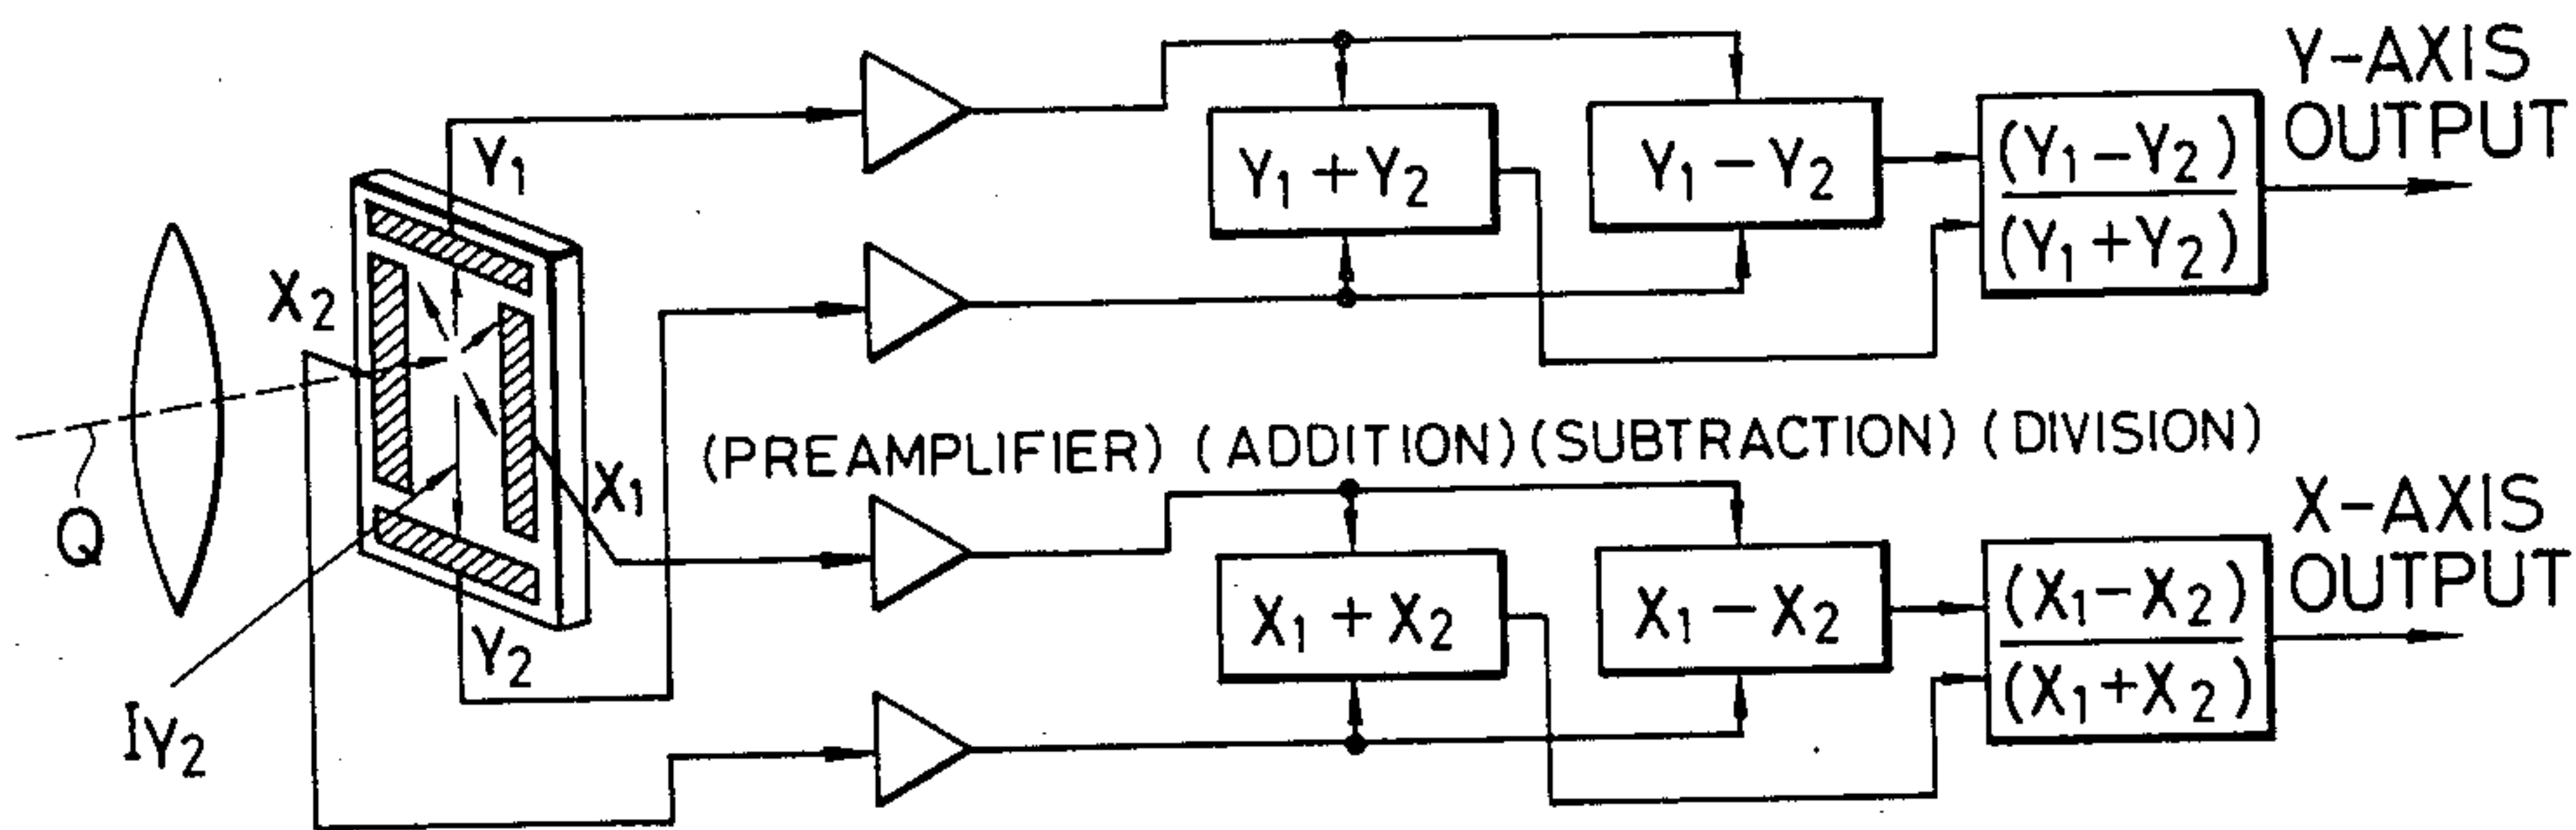 Y-AXIS
OUTPUT
Y1
Y1+Y2
Y1-Y2
(Y1-Y2)
(Y1+Y2)
X2
(PREAMPLIFIER) (ADDITION) (SUBTRACTION) (DIVISION)
Q
X1
X-AXIS
OUTPUT
X1+X2
X1-X2
(X1-X2)
(X1+X2)
Y2
IY2